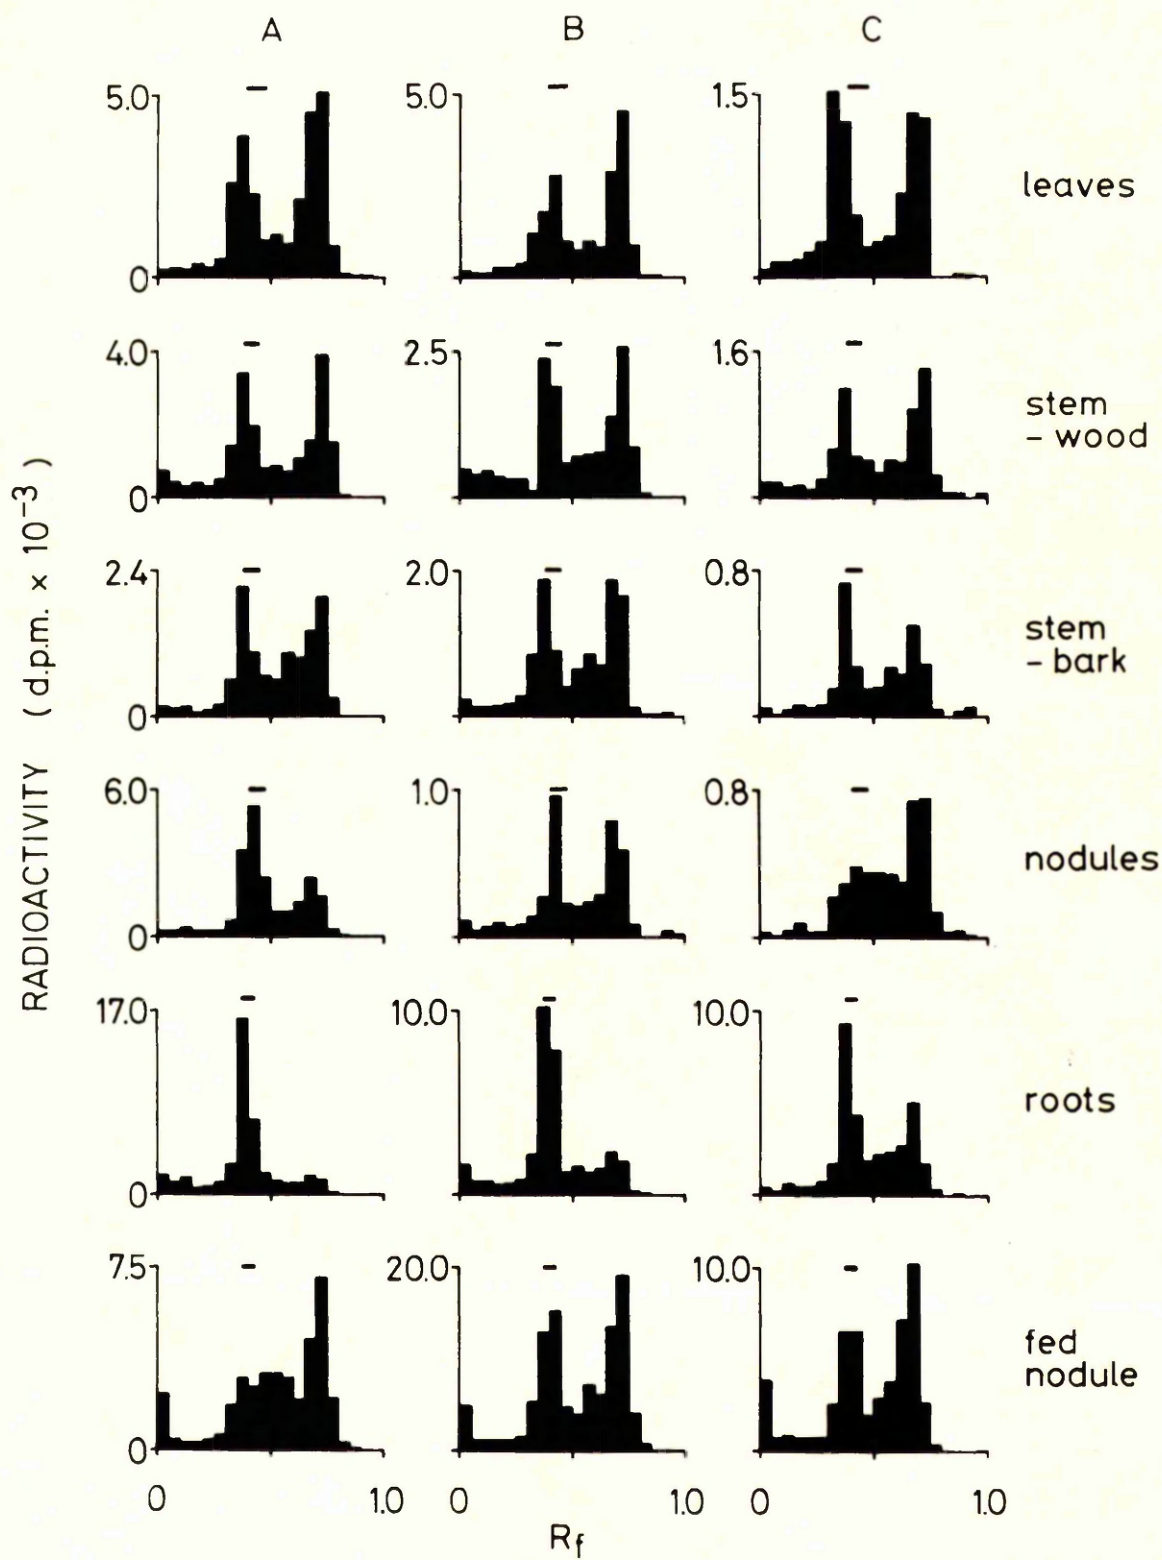 A B C
5.0 5.0 1.5
leaves
0
4.0 2.5 1.6
stem
- wood
0
2.4 2.0 0.8
stem
- bark
0
6.0 1.0 0.8
nodules
0
17.0 10.0 10.0
roots
0
7.5 20.0 10.0
fed
nodule
0
0 1.0 0 1.0 0 1.0
Rf
RADIOACTIVITY (d.p.m. x 10⁻³)